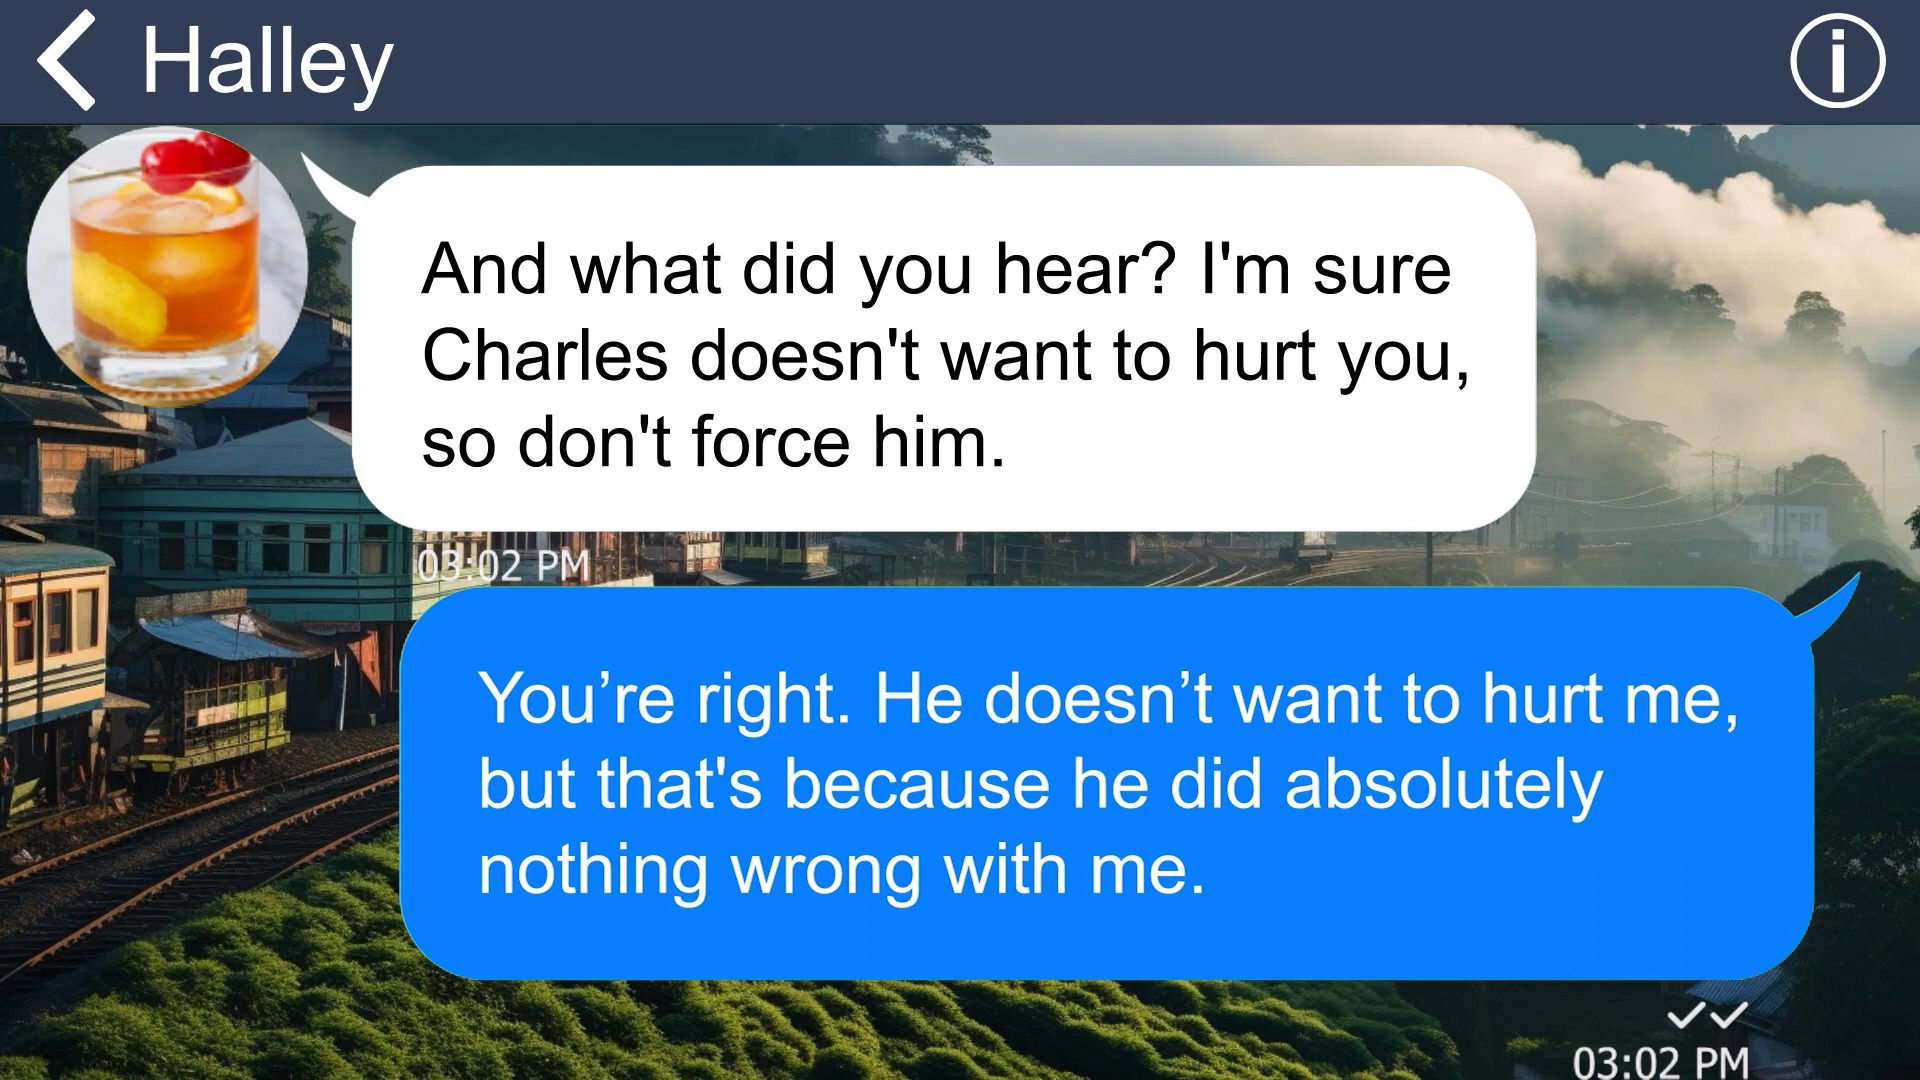 Halley
And what did you hear? I'm sure
Charles doesn't want to hurt you,
so don't force him.
03:02 PM
You’re right. He doesn’t want to hurt me,
but that's because he did absolutely
nothing wrong with me.
03:02 PM